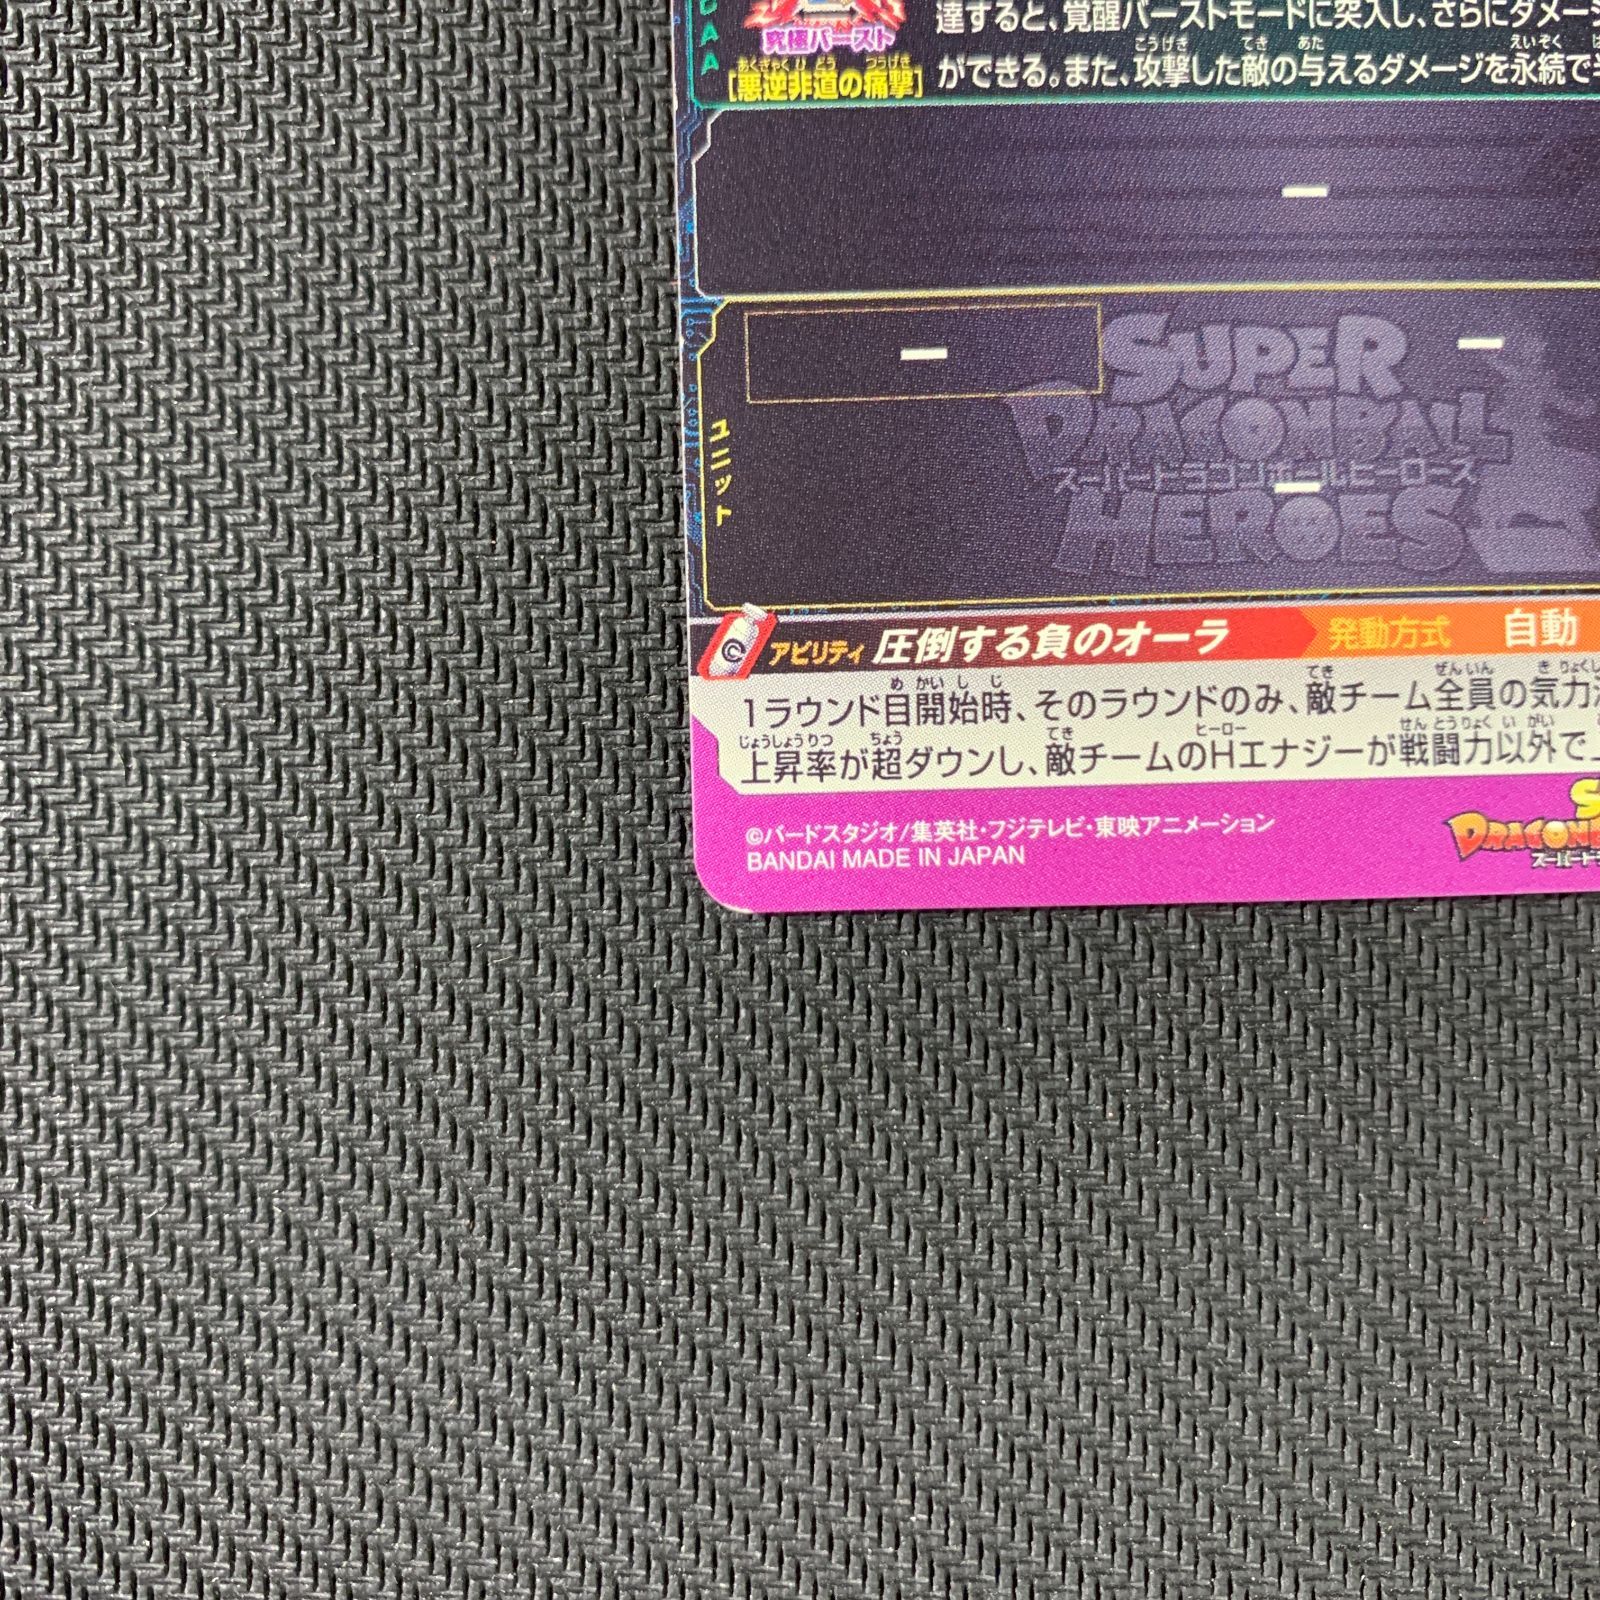 達すると、覚醒バーストモードに突入し、さらにダメージ
究極バースト
[悪逆非道の痛撃]
ができる。また、攻撃した敵の与えるダメージを永続で
ー
ー
ー
ユニット
SUPER
DRAGONBALL
スーパードラゴンボールヒーローズ
HEROES
ー
アビリティ 圧倒する負のオーラ 発動方式 自動
1ラウンド目開始時、そのラウンドのみ、敵チーム全員の気力
上昇率が超ダウンし、敵チームのHエナジーが戦闘力以外で
©バードスタジオ/集英社・フジテレビ・東映アニメーション
BANDAI MADE IN JAPAN